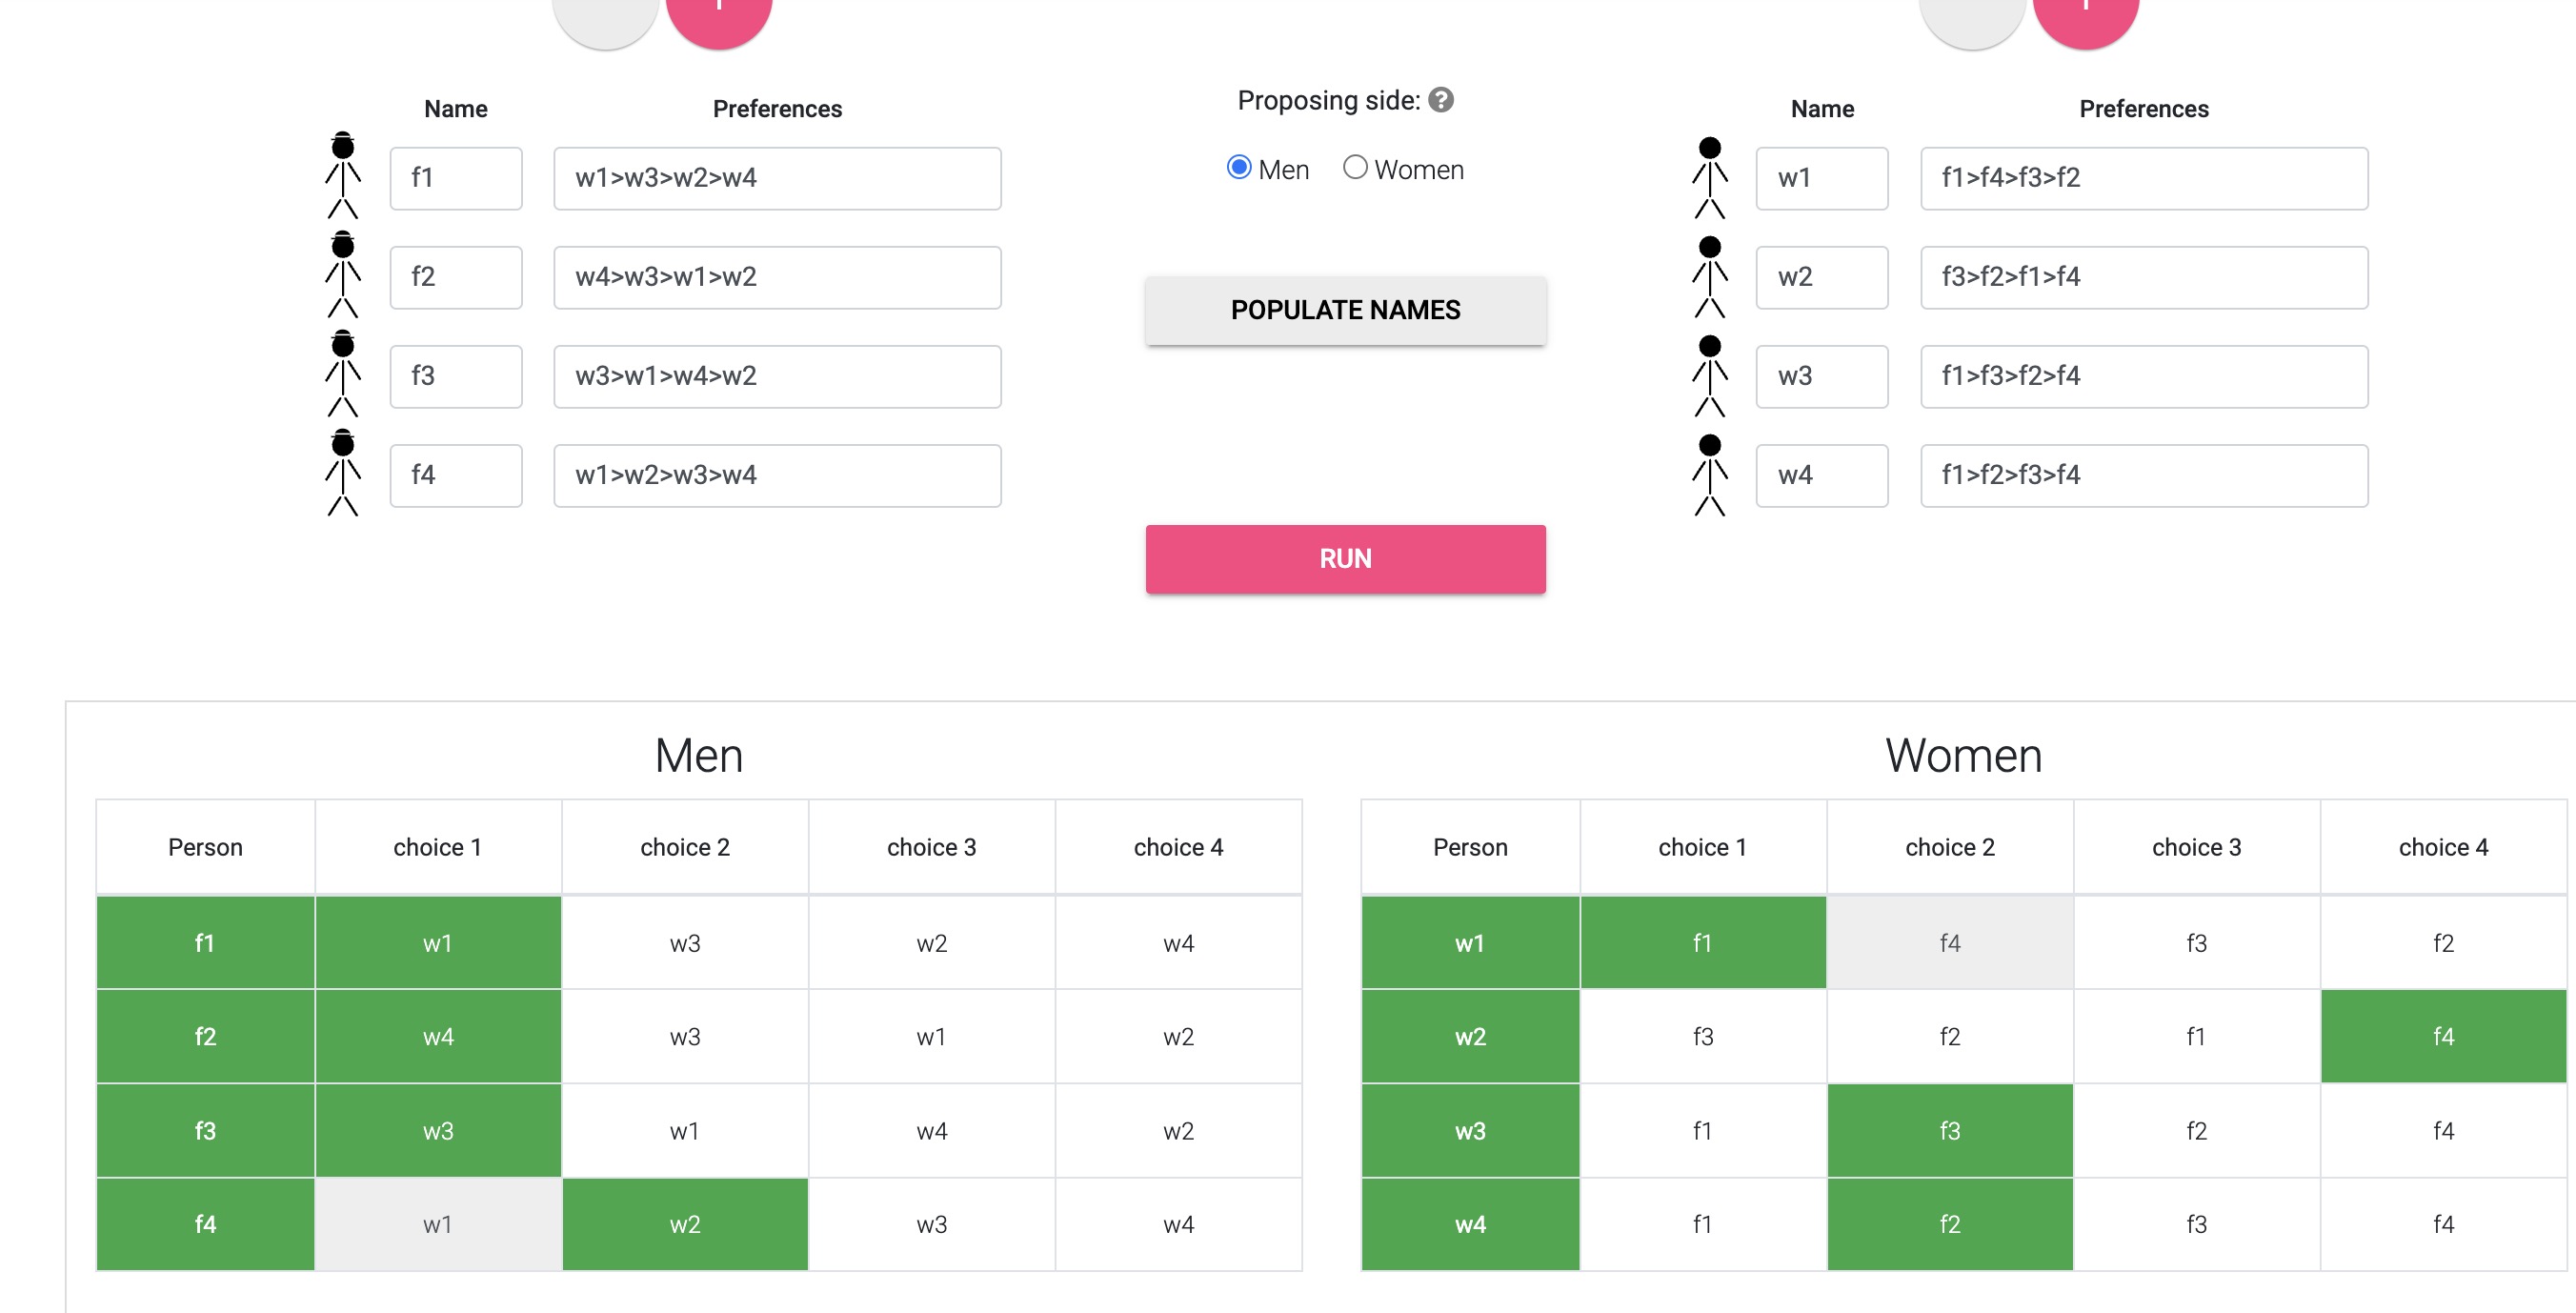 Name Preferences
f1 w1>w3>w2>w4
f2 w4>w3>w1>w2
f3 w3>w1>w4>w2
f4 w1>w2>w3>w4
Proposing side: ?
Men Women
POPULATE NAMES
RUN
Name Preferences
w1 f1>f4>f3>f2
w2 f3>f2>f1>f4
w3 f1>f3>f2>f4
w4 f1>f2>f3>f4
Men
Person choice 1 choice 2 choice 3 choice 4
f1 w1 w3 w2 w4
f2 w4 w3 w1 w2
f3 w3 w1 w4 w2
f4 w1 w2 w3 w4
Women
Person choice 1 choice 2 choice 3 choice 4
w1 f1 f4 f3 f2
w2 f3 f2 f1 f4
w3 f1 f3 f2 f4
w4 f1 f2 f3 f4